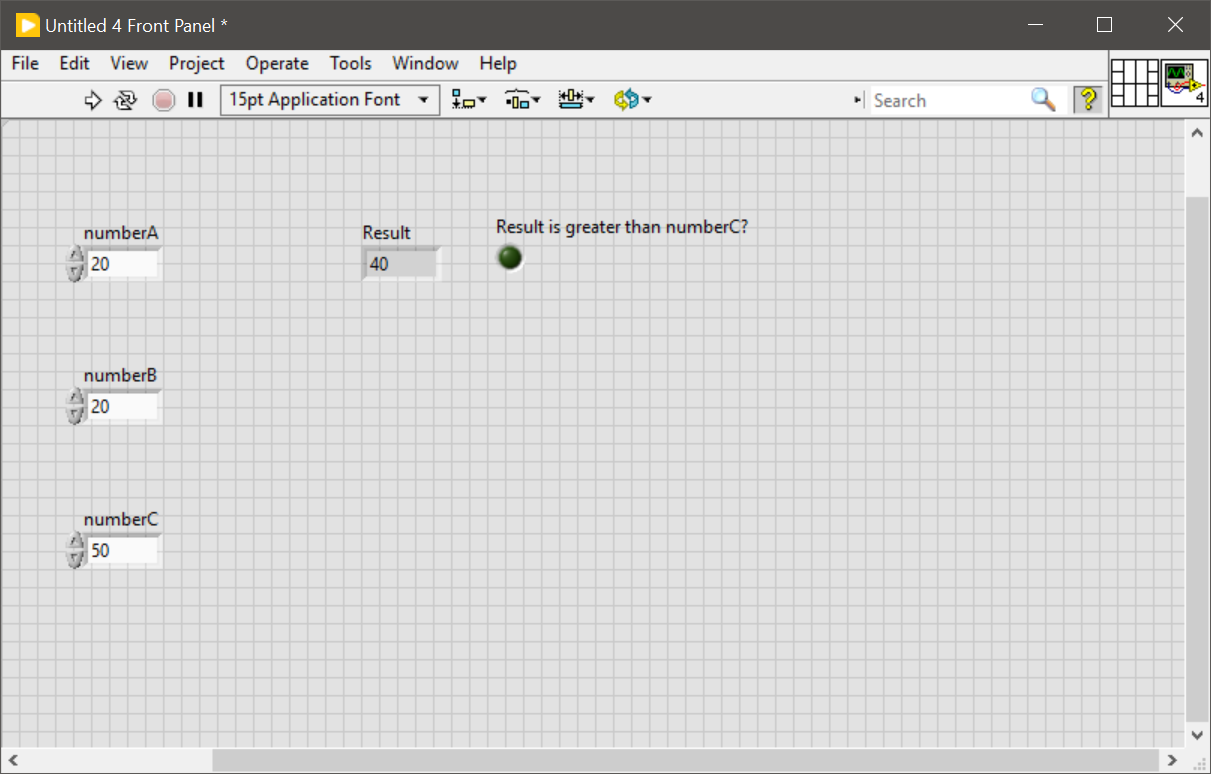 Untitled 4 Front Panel *
File Edit View Project Operate Tools Window Help
15pt Application Font Search ? 4
numberA Result Result is greater than numberC?
20 40
numberB
20
numberC
50